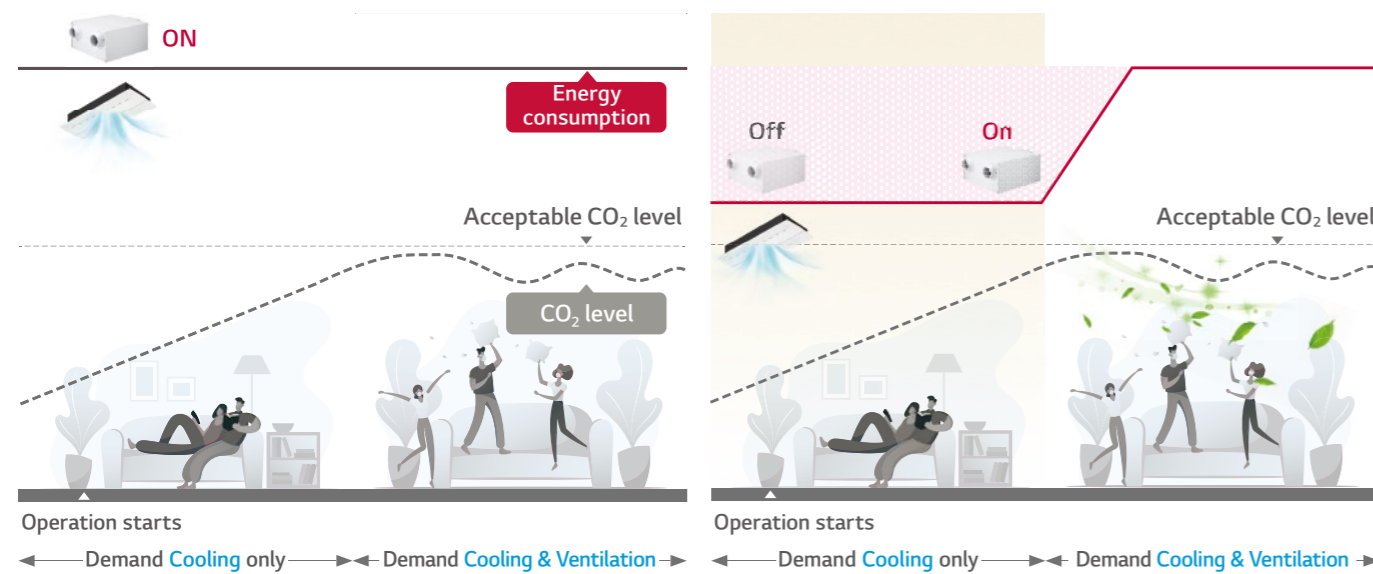 ON
Energy
consumption
Acceptable CO₂ level
CO₂ level
Operation starts
Demand Cooling only
Demand Cooling & Ventilation
Off
On
Acceptable CO₂ level
Operation starts
Demand Cooling only
Demand Cooling & Ventilation